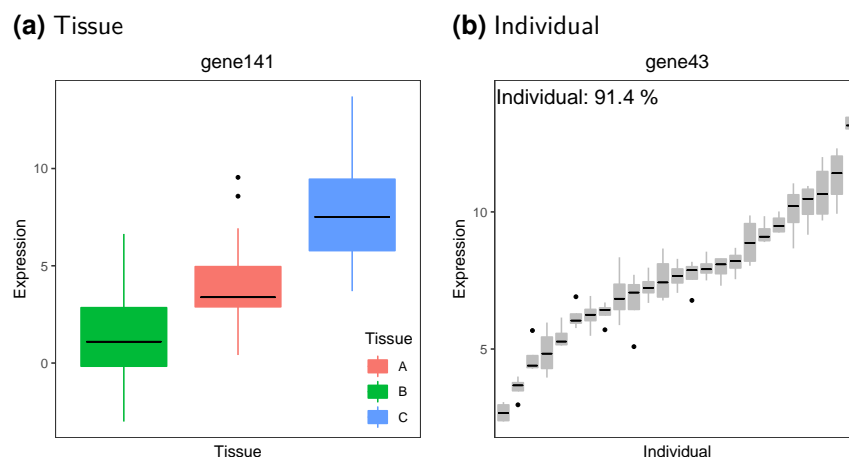 (a) Tissue
gene141
Expression
10
5
0
Tissue
A
B
C
Tissue
(b) Individual
gene43
Individual: 91.4 %
Expression
10
5
Individual